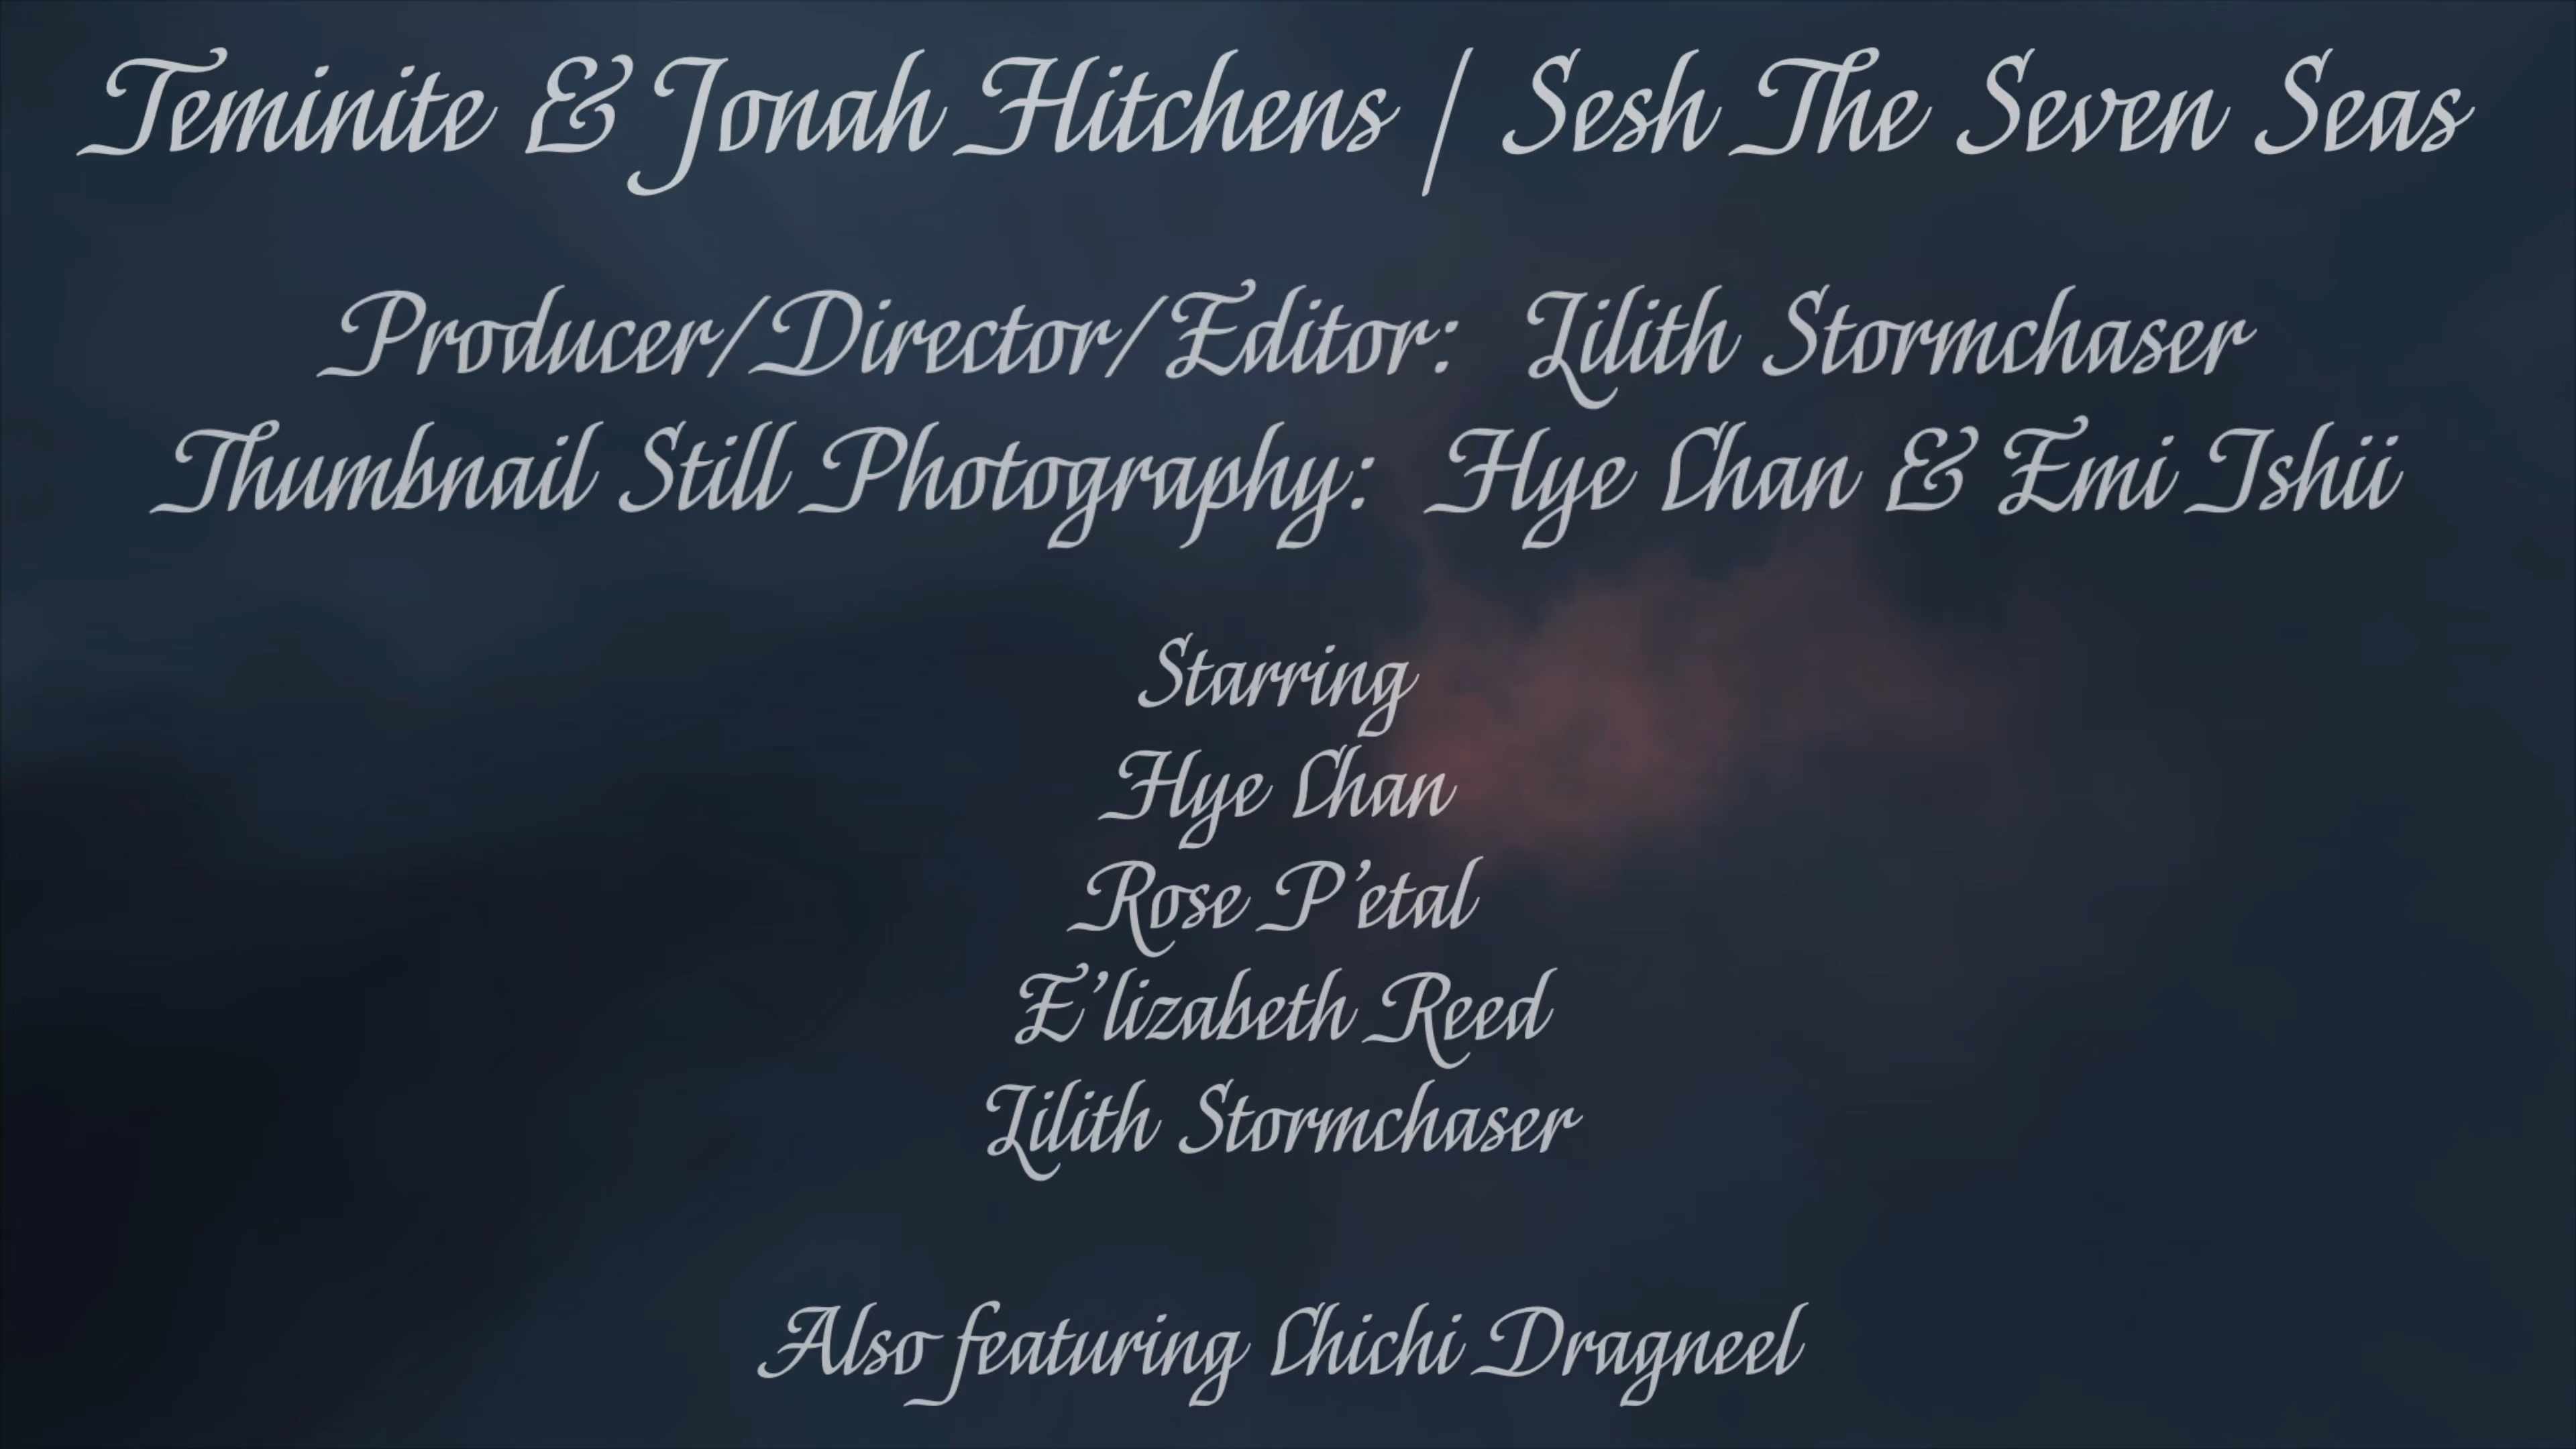 Teminite & Jonah Hitchens | Sesh The Seven Seas
Producer/Director/Editor: Lilith Stormchaser
Thumbnail Still Photography: Hye Chan & Emi Ishii
Starring
Hye Chan
Rose P'etal
E'lizabeth Reed
Lilith Stormchaser
Also featuring Chichi Dragneel